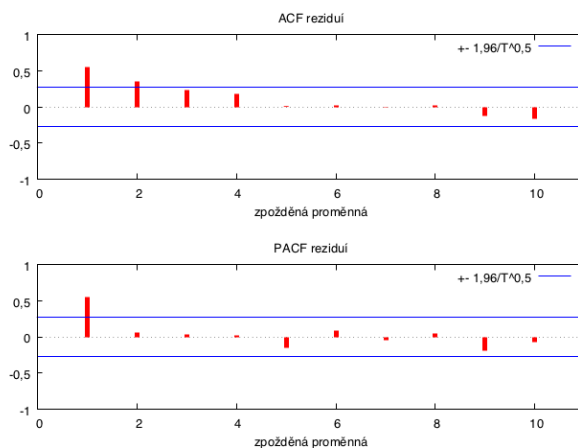 ACF reziduí
+- 1,96/T^0,5
1
0,5
0
-0,5
-1
0 2 4 6 8 10
zpožděná proměnná
PACF reziduí
+- 1,96/T^0,5
1
0,5
0
-0,5
-1
0 2 4 6 8 10
zpožděná proměnná